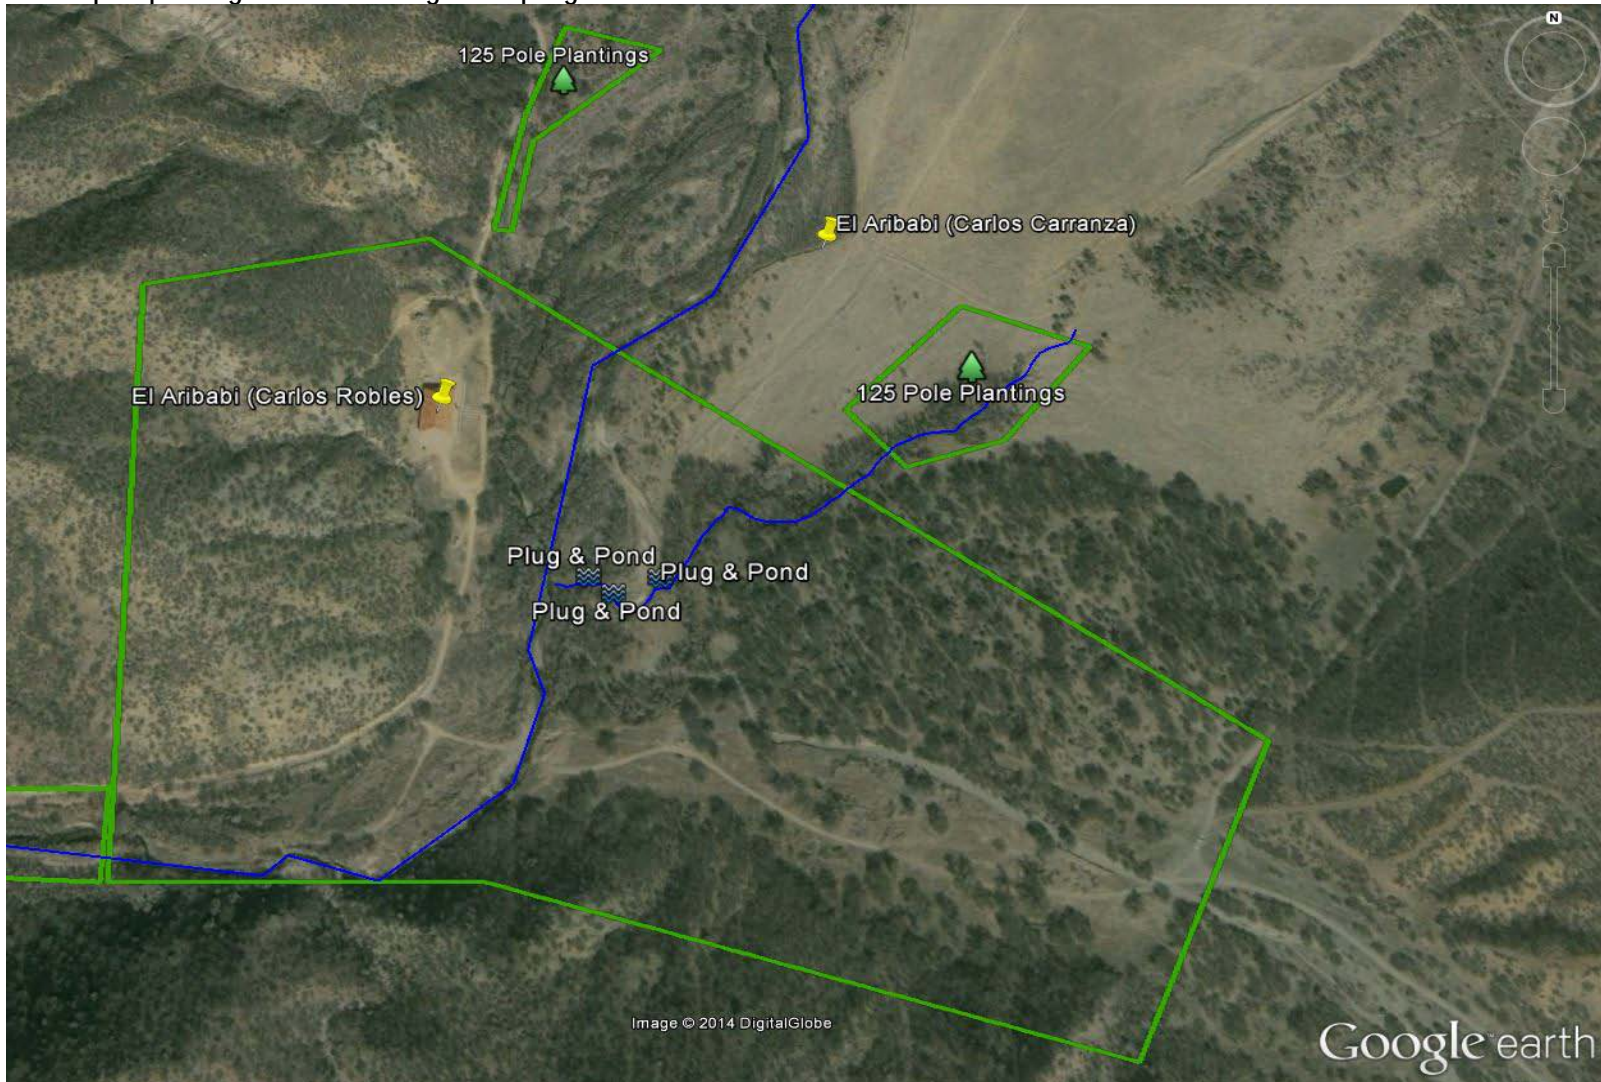 N
125 Pole Plantings
El Aribabi (Carlos Carranza)
El Aribabi (Carlos Robles)
125 Pole Plantings
Plug & Pond
Plug & Pond
Plug & Pond
Image © 2014 DigitalGlobe
Google earth